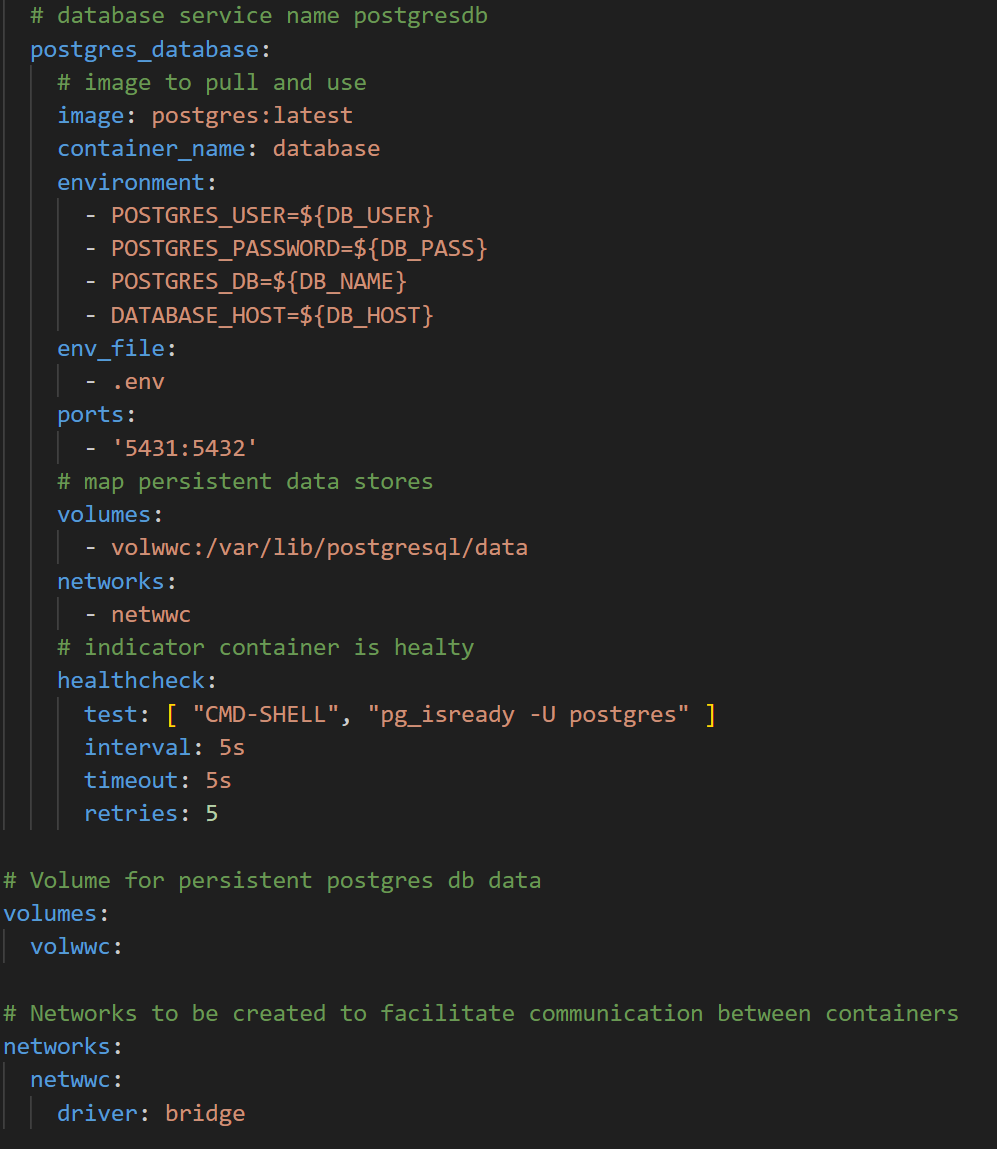 # database service name postgresdb
postgres_database:
# image to pull and use
image: postgres:latest
container_name: database
environment:
- POSTGRES_USER=${DB_USER}
- POSTGRES_PASSWORD=${DB_PASS}
- POSTGRES_DB=${DB_NAME}
- DATABASE_HOST=${DB_HOST}
env_file:
- .env
ports:
- '5431:5432'
# map persistent data stores
volumes:
- volwwc:/var/lib/postgresql/data
networks:
- netwwc
# indicator container is healty
healthcheck:
test: [ "CMD-SHELL", "pg_isready -U postgres" ]
interval: 5s
timeout: 5s
retries: 5
# Volume for persistent postgres db data
volumes:
volwwc:
# Networks to be created to facilitate communication between containers
networks:
netwwc:
driver: bridge